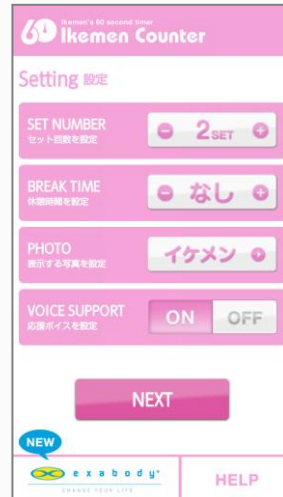 60 Ikemen's 60 second timer
Ikemen Counter
Setting 設定
SET NUMBER
セット回数を設定
2SET
BREAK TIME
休憩時間を設定
なし
PHOTO
表示する写真を設定
イケメン
VOICE SUPPORT
応援ボイスを設定
ON OFF
NEXT
NEW
exabody
CHANGE YOUR LIFE
HELP